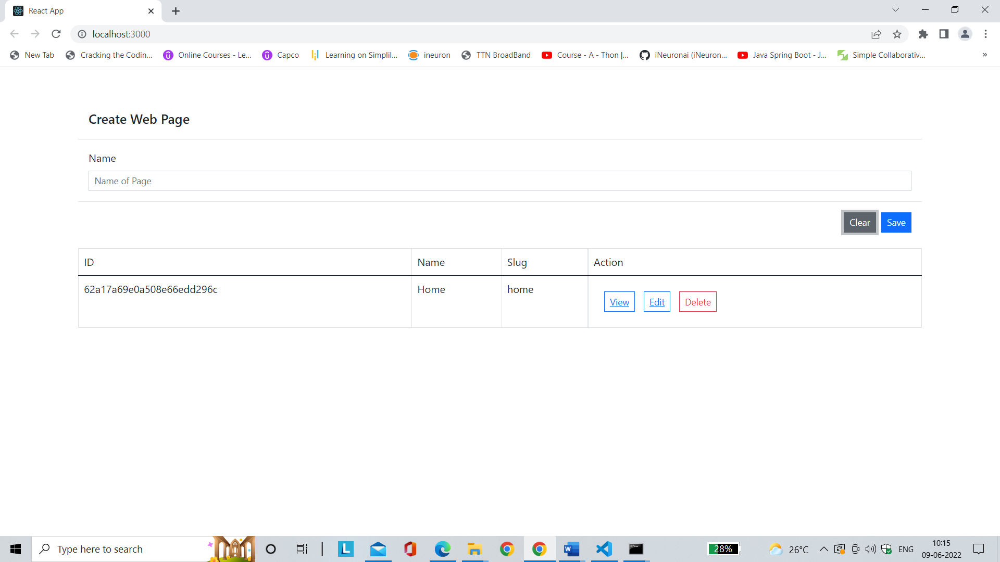 React App
localhost:3000
New Tab Cracking the Codin... Online Courses - Le... Capco Learning on Simplil... ineuron TTN BroadBand Course - A - Thon |... iNeuronai (iNeuron... Java Spring Boot - J... Simple Collaborativ... »
Create Web Page
Name
Name of Page
Clear Save
ID Name Slug Action
62a17a69e0a508e66edd296c Home home View Edit Delete
Type here to search L W 28% 26°C ENG 10:15
09-06-2022